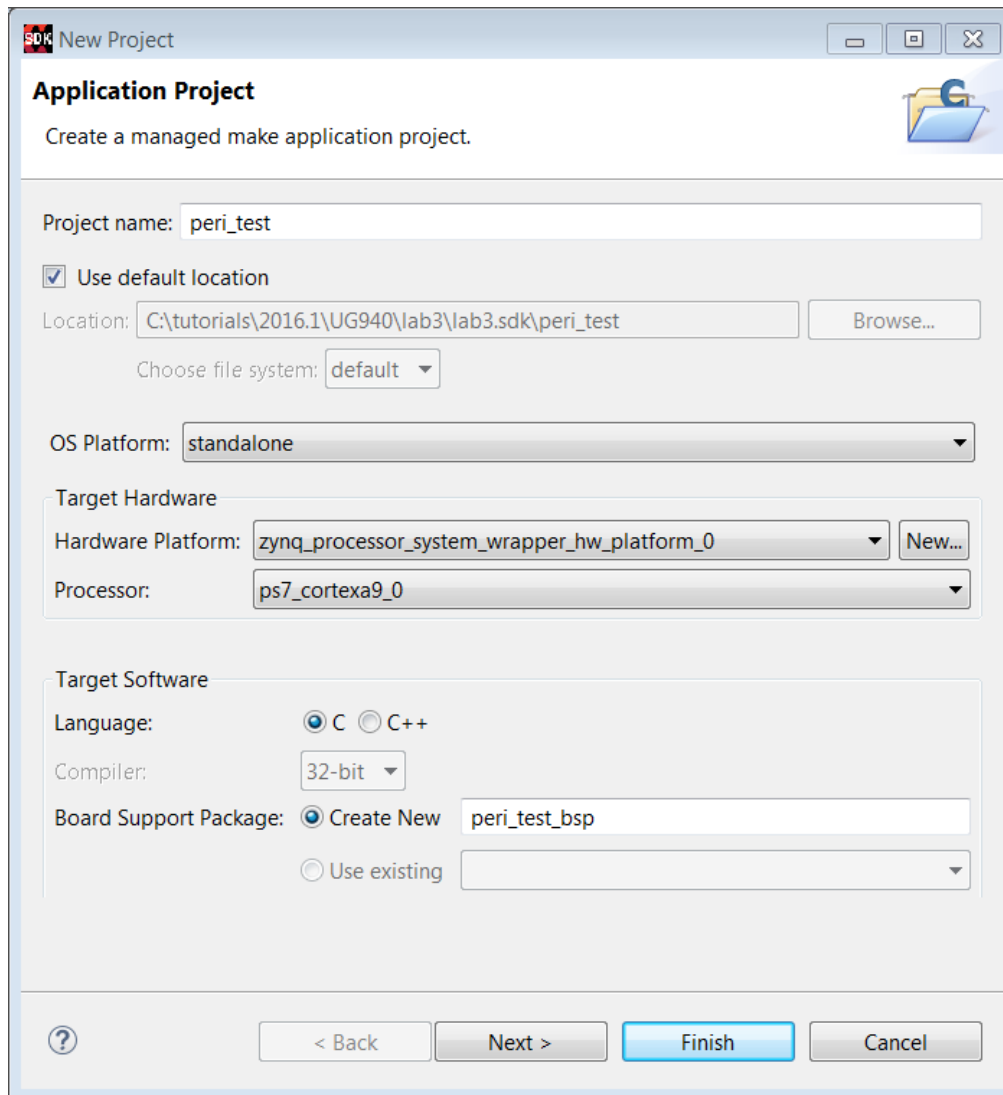 SDK New Project
Application Project
Create a managed make application project.
Project name: peri_test
Use default location
Location: C:\tutorials\2016.1\UG940\lab3\lab3.sdk\peri_test Browse...
Choose file system: default
OS Platform: standalone
Target Hardware
Hardware Platform: zynq_processor_system_wrapper_hw_platform_0 New...
Processor: ps7_cortexa9_0
Target Software
Language: C C++
Compiler: 32-bit
Board Support Package: Create New peri_test_bsp
Use existing
? < Back Next > Finish Cancel